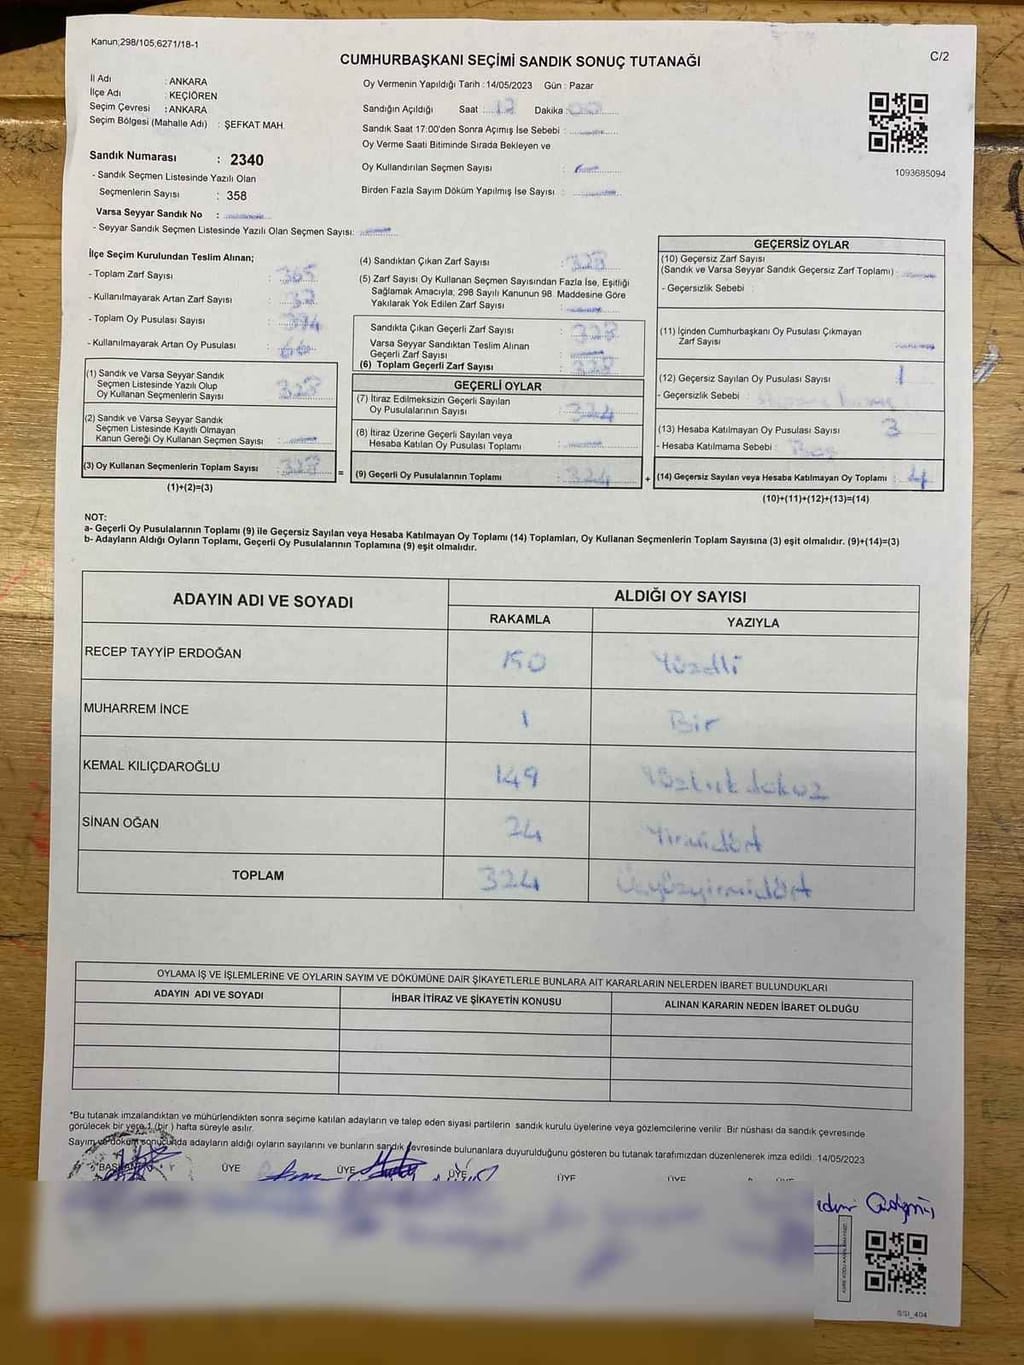 Kanun;298/105,6271/18-1
CUMHURBAŞKANI SEÇİMİ SANDIK SONUÇ TUTANAĞI
C/2
İl Adı : ANKARA
İlçe Adı : KEÇİÖREN
Seçim Çevresi : ANKARA
Seçim Bölgesi (Mahalle Adı) : ŞEFKAT MAH.
Oy Vermenin Yapıldığı Tarih : 14/05/2023 Gün : Pazar
Sandığın Açıldığı Saat Dakika : 00
Sandık Saat 17:00'den Sonra Açımış İse Sebebi :
Oy Verme Saati Bitiminde Sırada Bekleyen ve
Oy Kullandırılan Seçmen Sayısı :
Birden Fazla Sayım Döküm Yapılmış İse Sayısı :
1093685094
Sandık Numarası : 2340
- Sandık Seçmen Listesinde Yazılı Olan
Seçmenlerin Sayısı : 358
Varsa Seyyar Sandık No :
- Seyyar Sandık Seçmen Listesinde Yazılı Olan Seçmen Sayısı:
İlçe Seçim Kurulundan Teslim Alınan;
- Toplam Zarf Sayısı : 365
- Kullanılmayarak Artan Zarf Sayısı :
- Toplam Oy Pusulası Sayısı :
- Kullanılmayarak Artan Oy Pusulası :
(1) Sandık ve Varsa Seyyar Sandık
Seçmen Listesinde Yazılı Olup
Oy Kullanan Seçmenlerin Sayısı : 328
(2) Sandık ve Varsa Seyyar Sandık
Seçmen Listesinde Kayıtlı Olmayan
Kanun Gereği Oy Kullanan Seçmen Sayısı :
(3) Oy Kullanan Seçmenlerin Toplam Sayısı : 328
(1)+(2)=(3)
=
(4) Sandıktan Çıkan Zarf Sayısı : 328
(5) Zarf Sayısı Oy Kullanan Seçmen Sayısından Fazla İse, Eşitliği
Sağlamak Amacıyla, 298 Sayılı Kanunun 98. Maddesine Göre
Yakılarak Yok Edilen Zarf Sayısı :
Sandıkta Çıkan Geçerli Zarf Sayısı : 328
Varsa Seyyar Sandıktan Teslim Alınan
Geçerli Zarf Sayısı :
(6) Toplam Geçerli Zarf Sayısı : 328
GEÇERLİ OYLAR
(7) İtiraz Edilmeksizin Geçerli Sayılan
Oy Pusulalarının Sayısı : 324
(8) İtiraz Üzerine Geçerli Sayılan veya
Hesaba Katılan Oy Pusulası Toplamı :
(9) Geçerli Oy Pusulalarının Toplamı : 324
+
GEÇERSİZ OYLAR
(10) Geçersiz Zarf Sayısı
(Sandık ve Varsa Seyyar Sandık Geçersiz Zarf Toplamı) :
- Geçersizlik Sebebi :
(11) İçinden Cumhurbaşkanı Oy Pusulası Çıkmayan
Zarf Sayısı :
(12) Geçersiz Sayılan Oy Pusulası Sayısı : 1
- Geçersizlik Sebebi :
(13) Hesaba Katılmayan Oy Pusulası Sayısı : 3
- Hesaba Katılmama Sebebi : Boş
(14) Geçersiz Sayılan veya Hesaba Katılmayan Oy Toplamı : 4
(10)+(11)+(12)+(13)=(14)
NOT:
a- Geçerli Oy Pusulalarının Toplamı (9) ile Geçersiz Sayılan veya Hesaba Katılmayan Oy Toplamı (14) Toplamları, Oy Kullanan Seçmenlerin Toplam Sayısına (3) eşit olmalıdır. (9)+(14)=(3)
b- Adayların Aldığı Oyların Toplamı, Geçerli Oy Pusulalarının Toplamına (9) eşit olmalıdır.
ADAYIN ADI VE SOYADI ALDIĞI OY SAYISI
RAKAMLA YAZIYLA
RECEP TAYYİP ERDOĞAN 150 Yüzelli
MUHARREM İNCE 1 Bir
KEMAL KILIÇDAROĞLU 149 Yüzkırkdokuz
SİNAN OĞAN 24 Yirmidört
TOPLAM 324 Üçyüzyirmidört
OYLAMA İŞ VE İŞLEMLERİNE VE OYLARIN SAYIM VE DÖKÜMÜNE DAİR ŞİKAYETLERLE BUNLARA AİT KARARLARIN NELERDEN İBARET BULUNDUKLARI
ADAYIN ADI VE SOYADI İHBAR İTİRAZ VE ŞİKAYETİN KONUSU ALINAN KARARIN NEDEN İBARET OLDUĞU
*Bu tutanak imzalandıktan ve mühürlendikten sonra seçime katılan adayların ve talep eden siyasi partilerin sandık kurulu üyelerine veya gözlemcilerine verilir. Bir nüshası da sandık çevresinde
görülecek bir yere 1 (bir) hafta süreyle asılır.
Sayım ve döküm sonucunda adayların aldığı oyların sayılarını ve bunların sandık çevresinde bulunanlara duyurulduğunu gösteren bu tutanak tarafımızdan düzenlenerek imza edildi. 14/05/2023
BAŞKAN ÜYE ÜYE ÜYE ÜYE ÜYE ÜYE
SSI_404